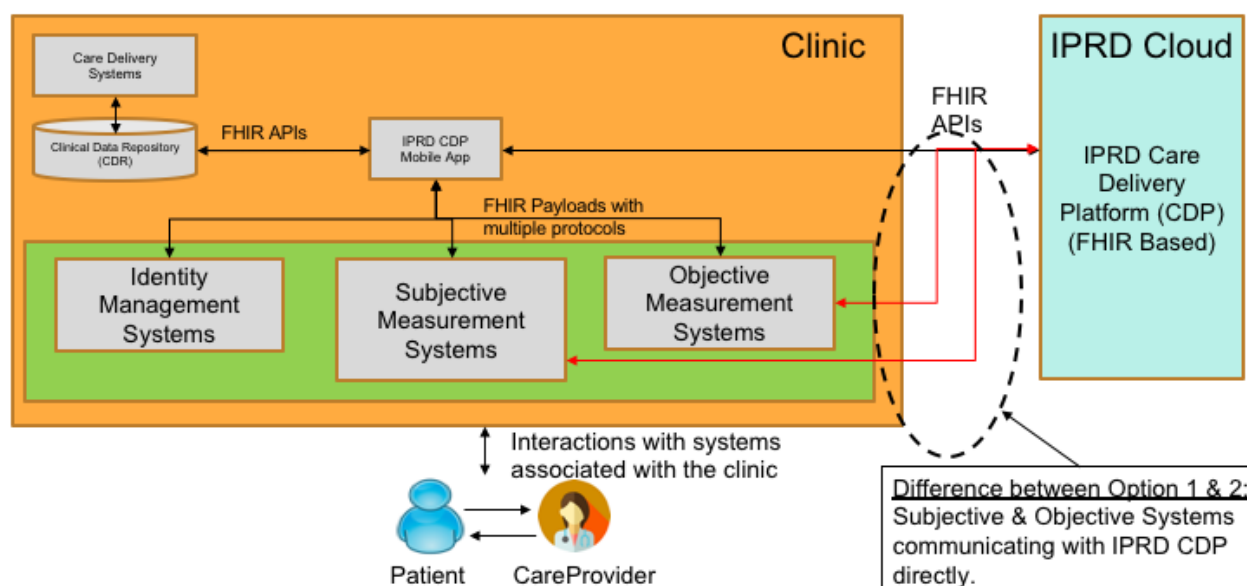 Clinic
IPRD Cloud
Care Delivery
Systems
Clinical Data Repository
(CDR)
FHIR APIs
IPRD CDP
Mobile App
FHIR
APIs
IPRD Care
Delivery
Platform (CDP)
(FHIR Based)
FHIR Payloads with
multiple protocols
Identity
Management
Systems
Subjective
Measurement
Systems
Objective
Measurement
Systems
Interactions with systems
associated with the clinic
Patient
CareProvider
Difference between Option 1 & 2:
Subjective & Objective Systems
communicating with IPRD CDP
directly.